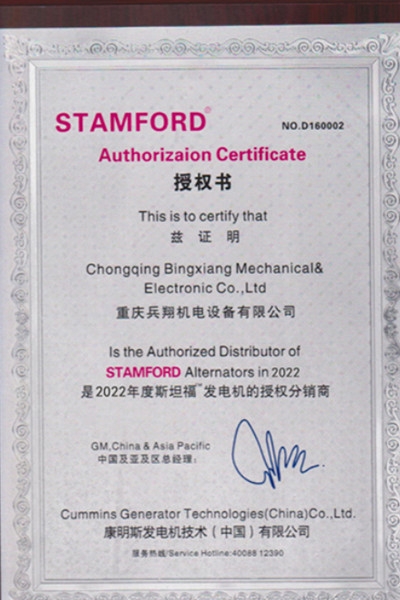 STAMFORD®
NO.D160002
Authorizaion Certificate
授权书
This is to certify that
兹 证 明
Chongqing Bingxiang Mechanical&
Electronic Co.,Ltd
重庆兵翔机电设备有限公司
Is the Authorized Distributor of
STAMFORD Alternators in 2022
是2022年度斯坦福™发电机的授权分销商
GM,China & Asia Pacific
中国及亚及区总经理:
Cummins Generator Technologies(China)Co.,Ltd.
康明斯发电机技术(中国)有限公司
服务热线/Service Hotline:40088 12390